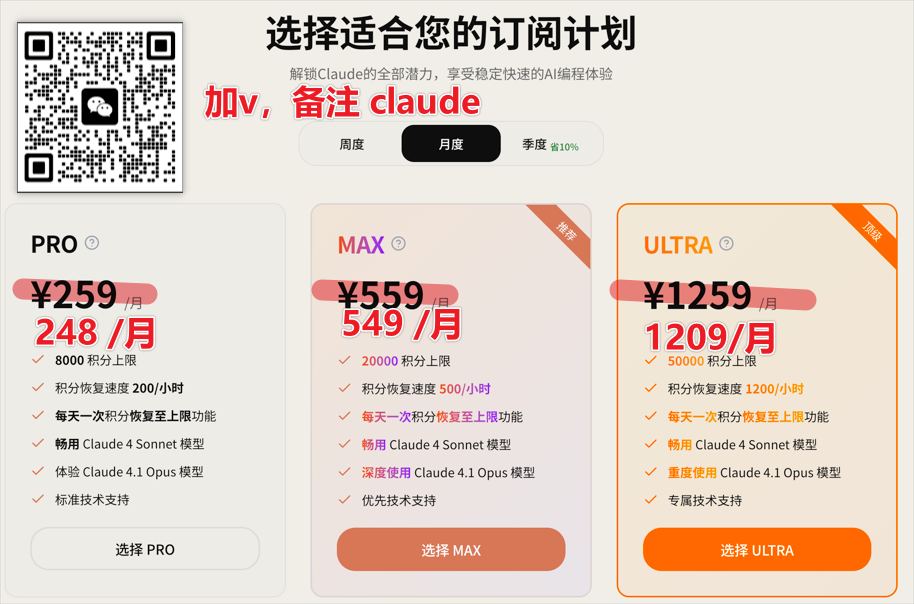 选择适合您的订阅计划
解锁Claude的全部潜力，享受稳定快速的AI编程体验
加v，备注 claude
周度
月度
季度 省10%
PRO ?
¥259 /月
248 /月
8000 积分上限
积分恢复速度 200/小时
每天一次积分恢复至上限功能
畅用 Claude 4 Sonnet 模型
体验 Claude 4.1 Opus 模型
标准技术支持
选择 PRO
推荐
MAX ?
¥559 /月
549 /月
20000 积分上限
积分恢复速度 500/小时
每天一次积分恢复至上限功能
畅用 Claude 4 Sonnet 模型
深度使用 Claude 4.1 Opus 模型
优先技术支持
选择 MAX
顶级
ULTRA ?
¥1259 /月
1209/月
50000 积分上限
积分恢复速度 1200/小时
每天一次积分恢复至上限功能
畅用 Claude 4 Sonnet 模型
重度使用 Claude 4.1 Opus 模型
专属技术支持
选择 ULTRA